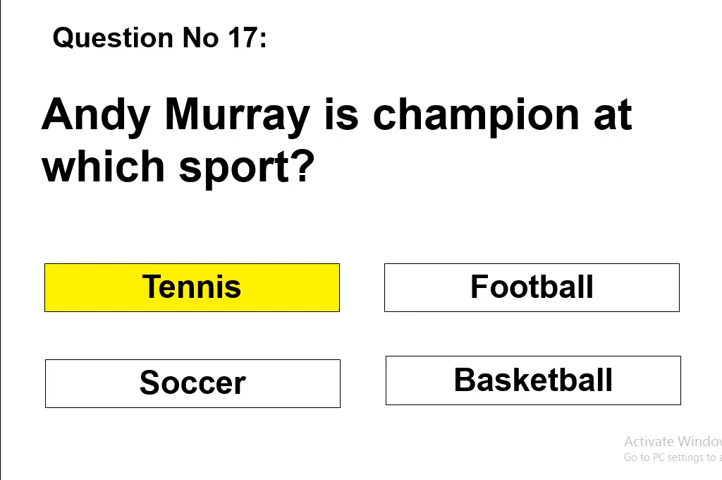 Question No 17:
Andy Murray is champion at
which sport?
Tennis
Football
Soccer
Basketball
Activate Window
Go to PC settings to a